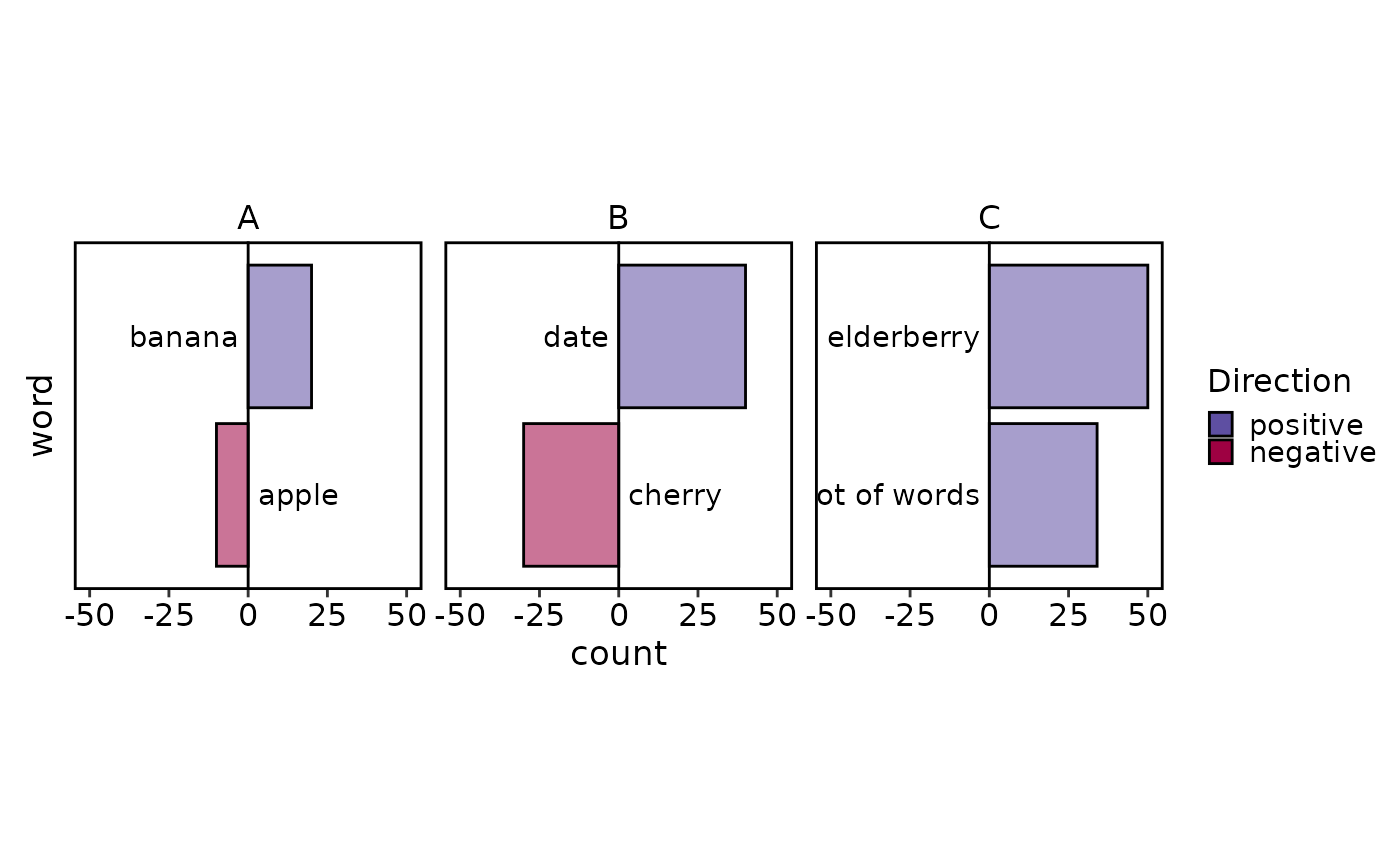 A
B
C
banana
date
elderberry
apple
cherry
ot of words
word
-50 -25 0 25 50
-50 -25 0 25 50
-50 -25 0 25 50
count
Direction
positive
negative